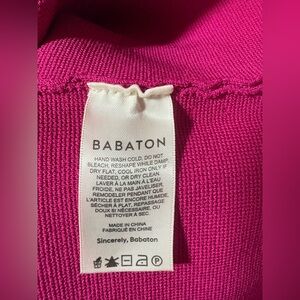 BABATON
HAND WASH COLD, DO NOT
BLEACH, RESHAPE WHILE DAMP,
DRY FLAT, COOL IRON ONLY IF
NEEDED, OR DRY CLEAN.
LAVER À LA MAIN À L'EAU
FROIDE, NE PAS JAVELISER,
REMODELER PENDANT QUE
L'ARTICLE EST ENCORE HUMIDE,
SÉCHER À PLAT, REPASSAGE
DOUX SI NÉCESSAIRE, OU
NETTOYER À SEC.
MADE IN CHINA
FABRIQUÉ EN CHINE
Sincerely, Babaton